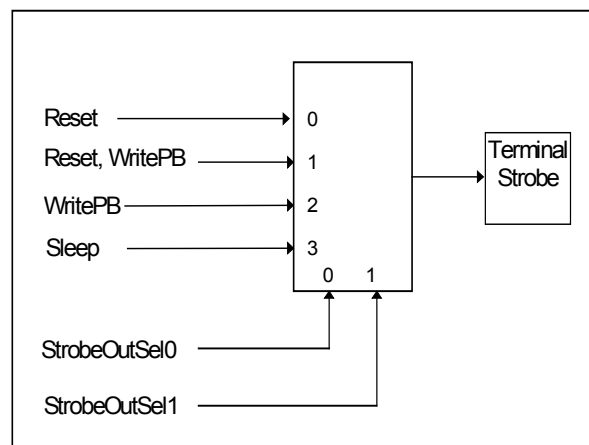 Reset
0
Reset, WritePB
1
WritePB
2
Sleep
3
0 1
Terminal
Strobe
StrobeOutSel0
StrobeOutSel1